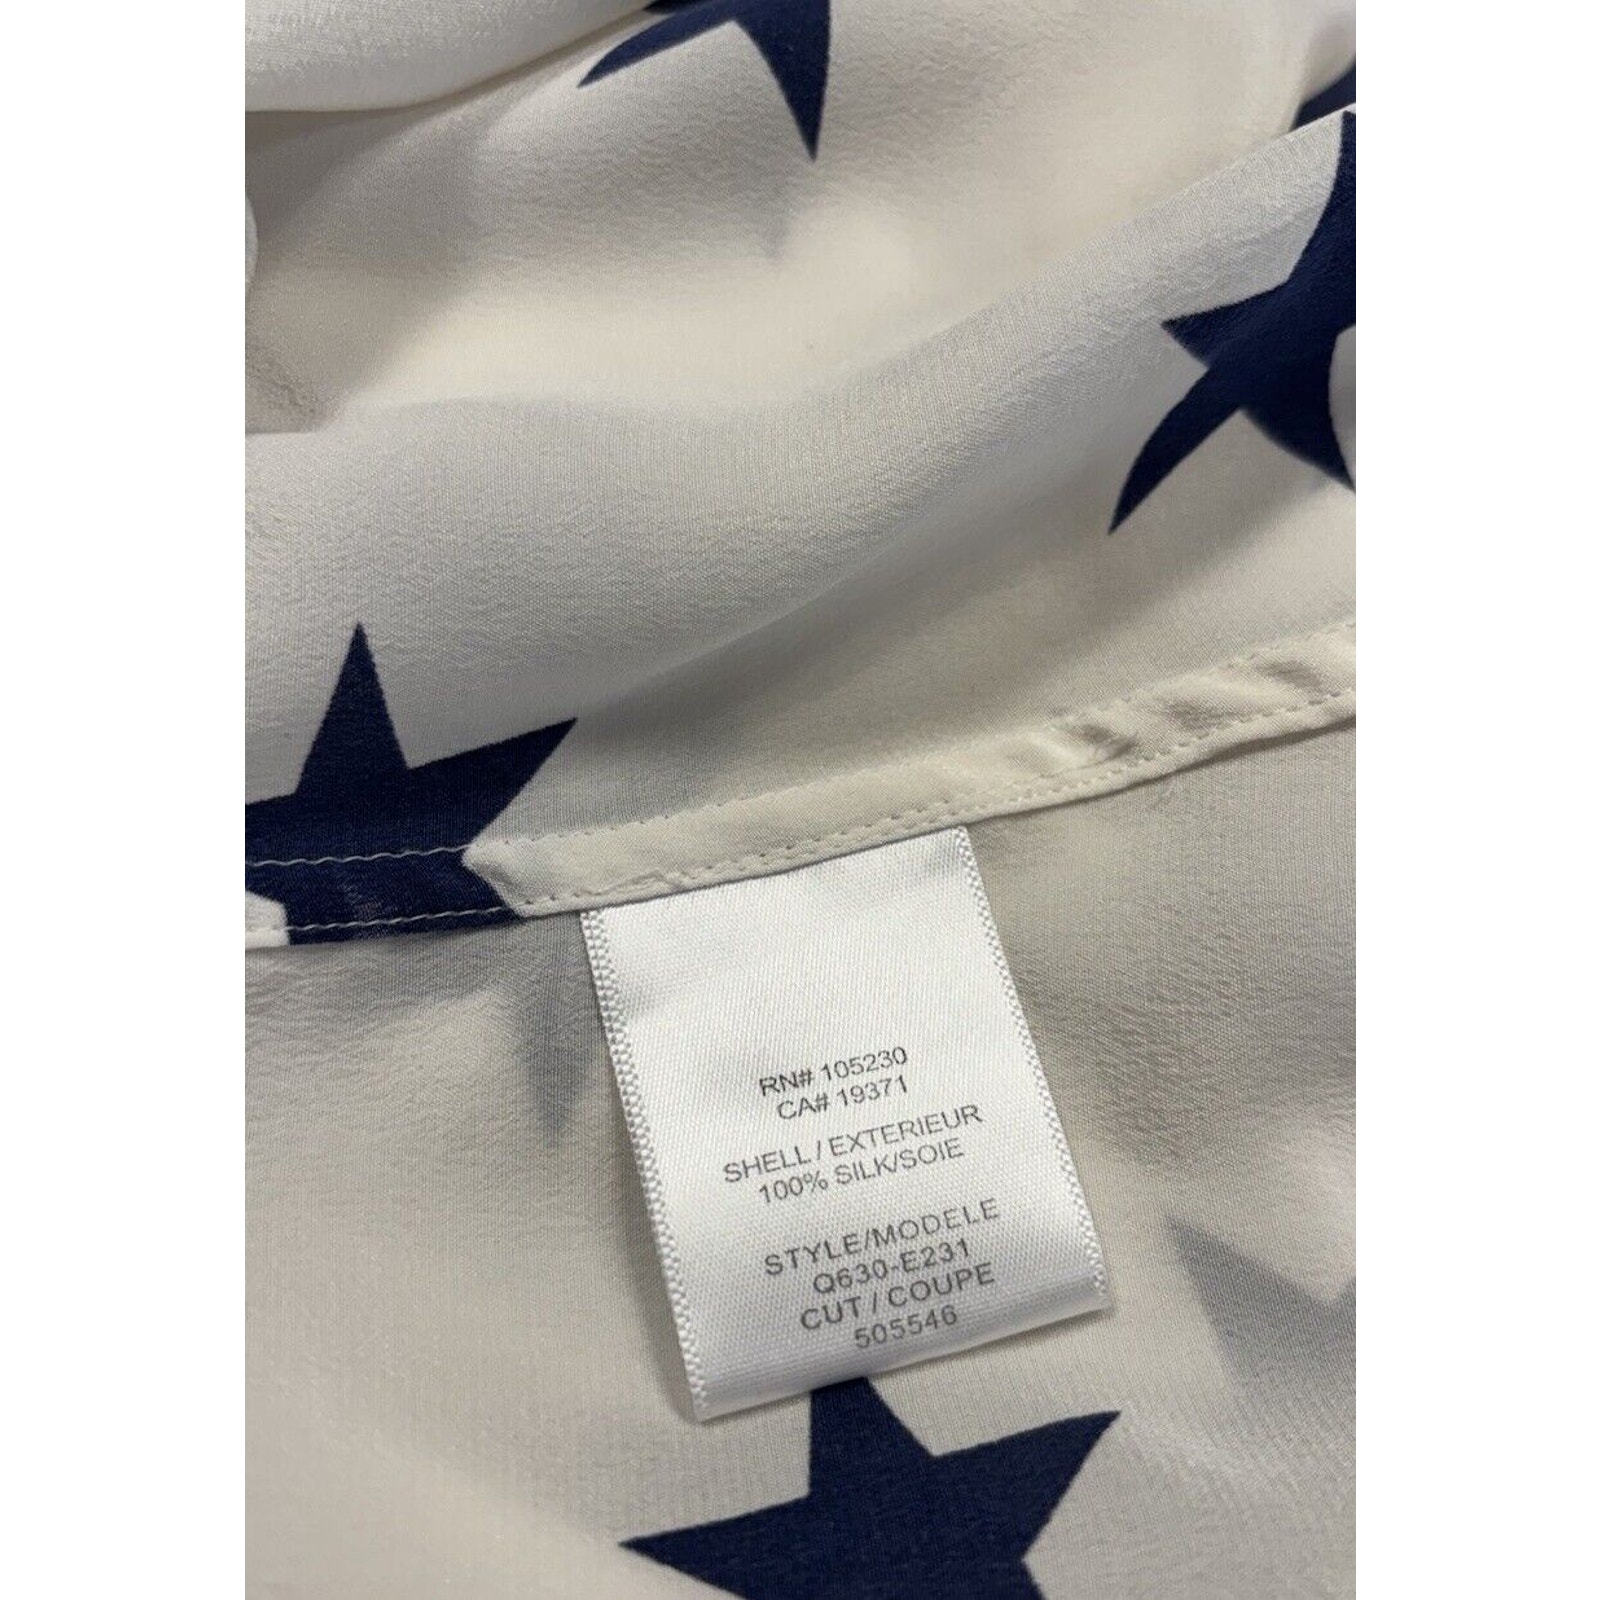 RN# 105230
CA# 19371
SHELL / EXTERIEUR
100% SILK/SOIE
STYLE/MODELE
Q630-E231
CUT / COUPE
505546